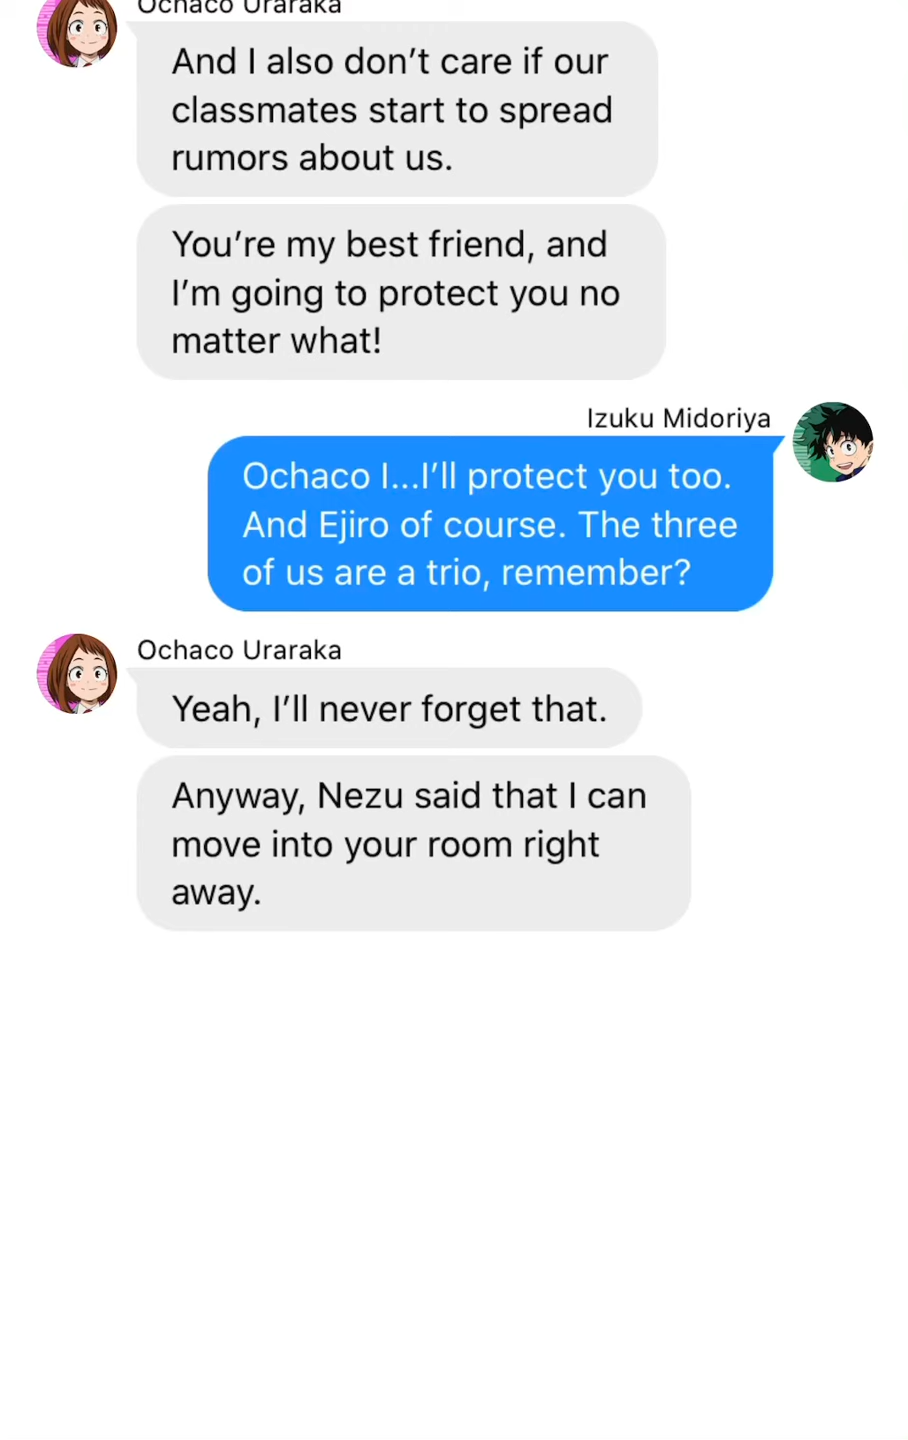 Ochaco Uraraka
And I also don't care if our
classmates start to spread
rumors about us.
You're my best friend, and
I'm going to protect you no
matter what!
Izuku Midoriya
Ochaco I...I'll protect you too.
And Ejiro of course. The three
of us are a trio, remember?
Ochaco Uraraka
Yeah, I'll never forget that.
Anyway, Nezu said that I can
move into your room right
away.